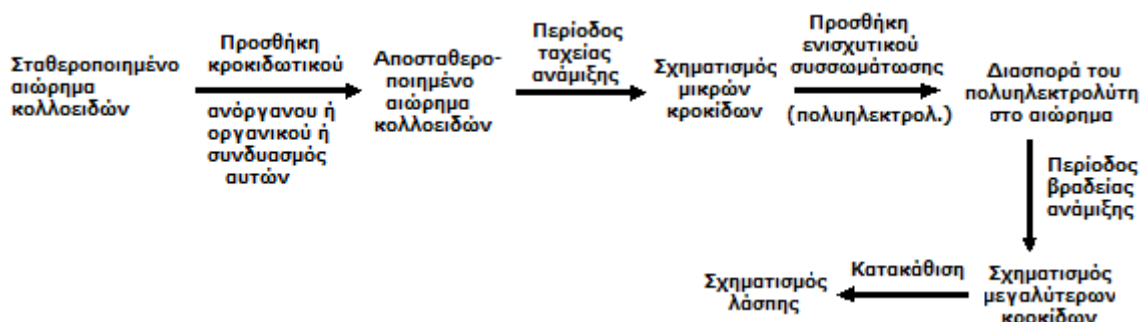 Σταθεροποιημένο
αιώρημα
κολλοειδών
Προσθήκη
κροκιδωτικού
ανόργανου ή
οργανικού ή
συνδυασμός
αυτών
Αποσταθερο-
ποιημένο
αιώρημα
κολλοειδών
Περίοδος
ταχείας
ανάμιξης
Σχηματισμός
μικρών
κροκίδων
Προσθήκη
ενισχυτικού
συσσωμάτωσης
(πολυηλεκτρολ.)
Διασπορά του
πολυηλεκτρολύτη
στο αιώρημα
Περίοδος
βραδείας
ανάμιξης
Σχηματισμός
μεγαλύτερων
κροκίδων
Κατακάθιση
Σχηματισμός
λάσπης